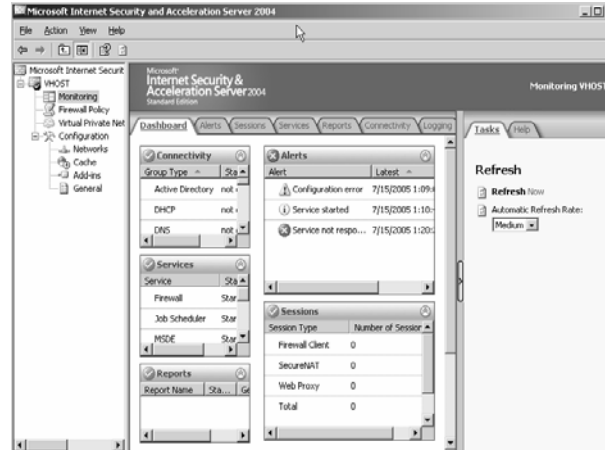 Microsoft Internet Security and Acceleration Server 2004
File Action View Help
Microsoft Internet Securit
VHOST
Monitoring
Firewall Policy
Virtual Private Net
Configuration
Networks
Cache
Add-ins
General
Microsoft
Internet Security &
Acceleration Server 2004
Standard Edition
Monitoring VHOST
Dashboard Alerts Sessions Services Reports Connectivity Logging
Connectivity
Group Type Sta
Active Directory not
DHCP not
DNS not
Services
Service Sta
Firewall Star
Job Scheduler Star
MSDE Star
Reports
Report Name Sta... Ge
Alerts
Alert Latest
Configuration error 7/15/2005 1:09:
Service started 7/15/2005 1:10:
Service not respo... 7/15/2005 1:20:
Sessions
Session Type Number of Session
Firewall Client 0
SecureNAT 0
Web Proxy 0
Total 0
Tasks Help
Refresh
Refresh Now
Automatic Refresh Rate:
Medium